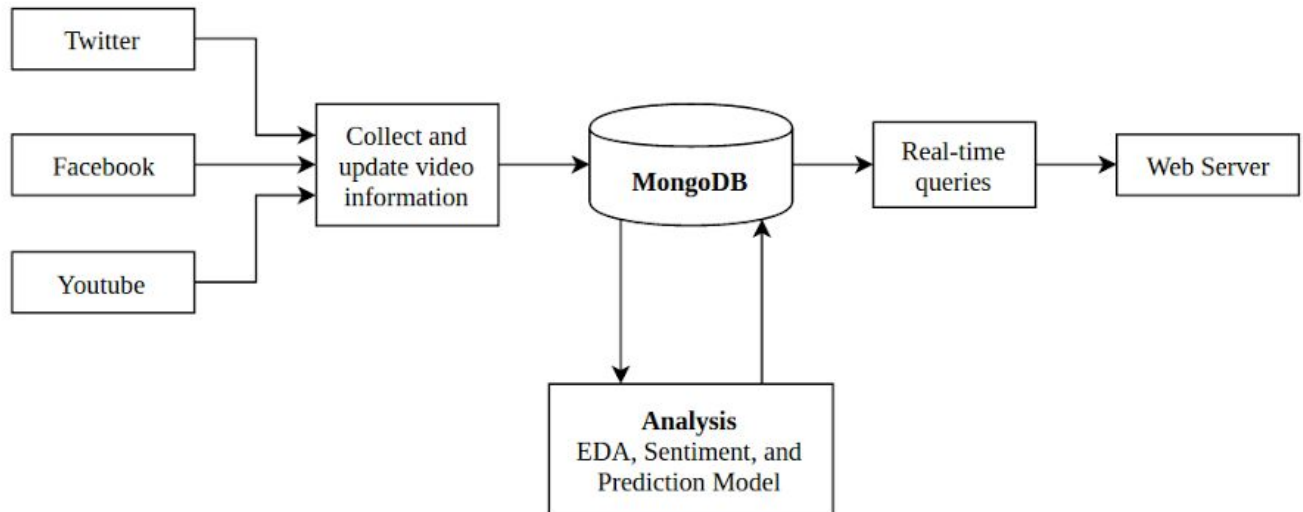 Twitter
Facebook
Youtube
Collect and
update video
information
MongoDB
Real-time
queries
Web Server
Analysis
EDA, Sentiment, and
Prediction Model